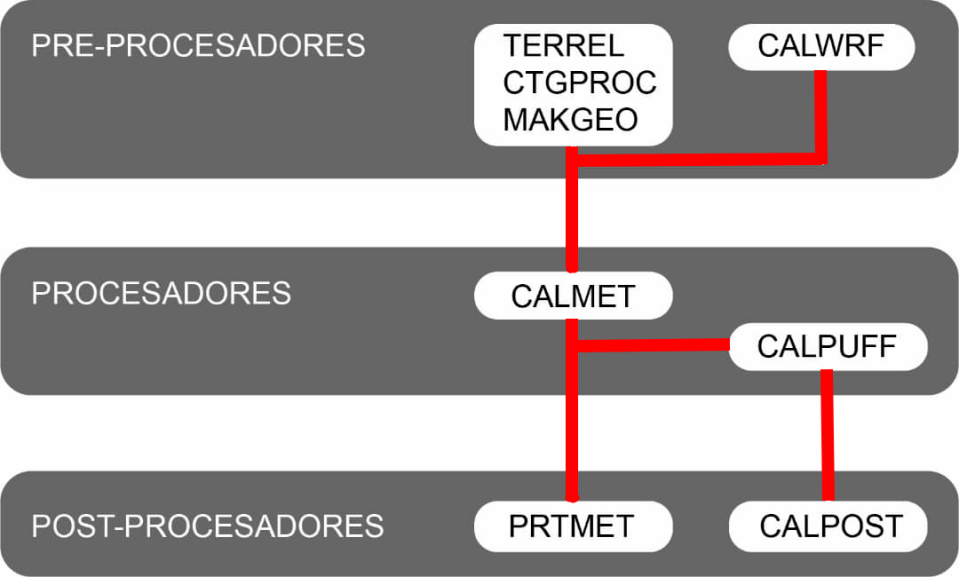 PRE-PROCESADORES
TERREL
CTGPROC
MAKGEO
CALWRF
PROCESADORES
CALMET
CALPUFF
POST-PROCESADORES
PRTMET
CALPOST